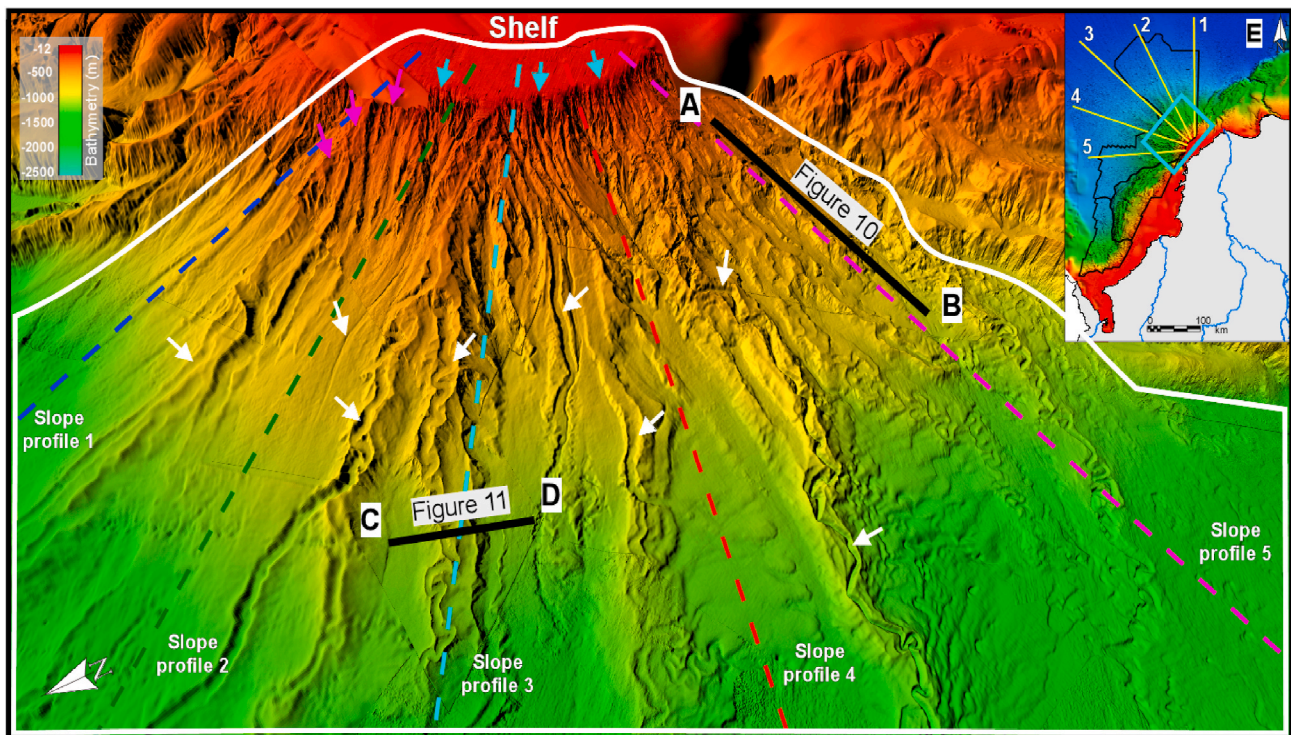 Shelf
-12
-500
-1000
-1500
-2000
-2500
Bathymetry (m)
A
Figure 10
B
C
Figure 11
D
Slope
profile 1
Slope
profile 2
Slope
profile 3
Slope
profile 4
Slope
profile 5
N
E
1
2
3
4
5
0 100
km